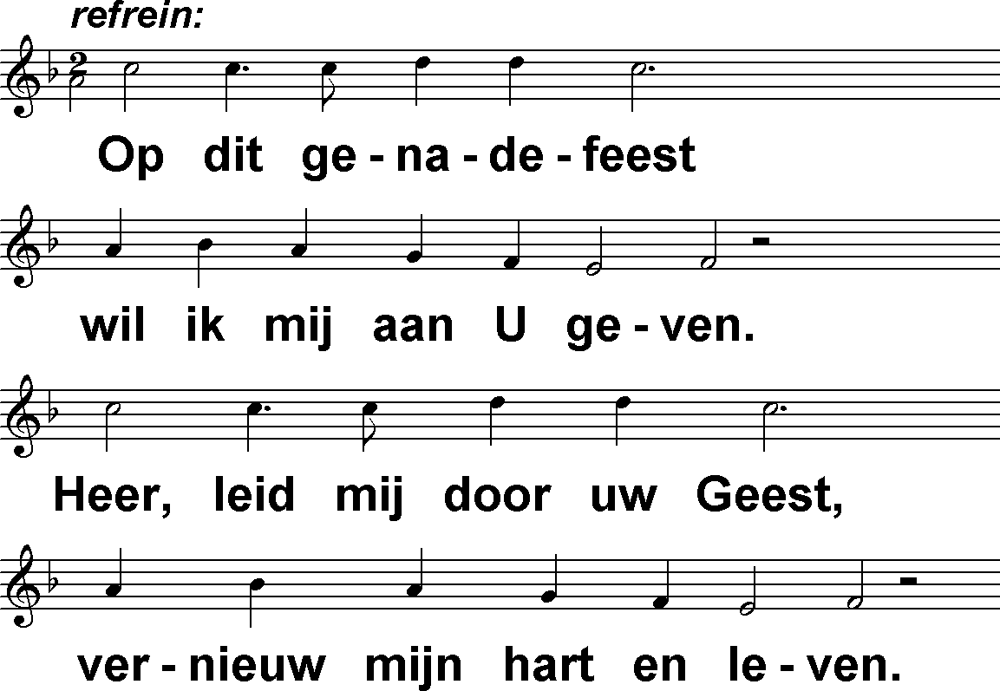 refrein:
2
Op dit ge - na - de - feest
wil ik mij aan U ge - ven.
Heer, leid mij door uw Geest,
ver - nieuw mijn hart en le - ven.